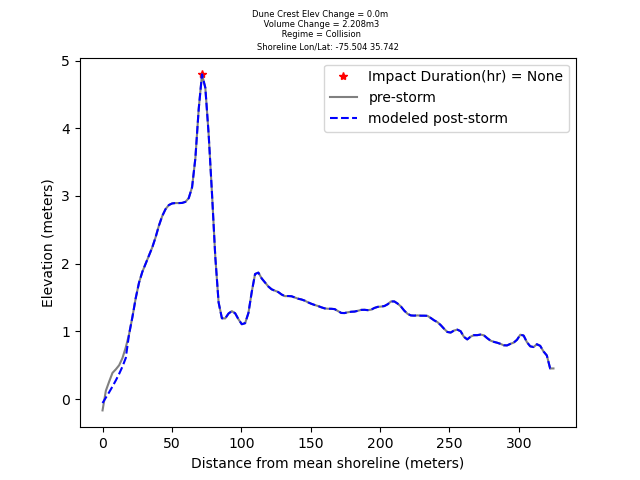 Dune Crest Elev Change = 0.0m
Volume Change = 2.208m3
Regime = Collision
Shoreline Lon/Lat: -75.504 35.742
Impact Duration(hr) = None
pre-storm
modeled post-storm
Elevation (meters)
5
4
3
2
1
0
0 50 100 150 200 250 300
Distance from mean shoreline (meters)